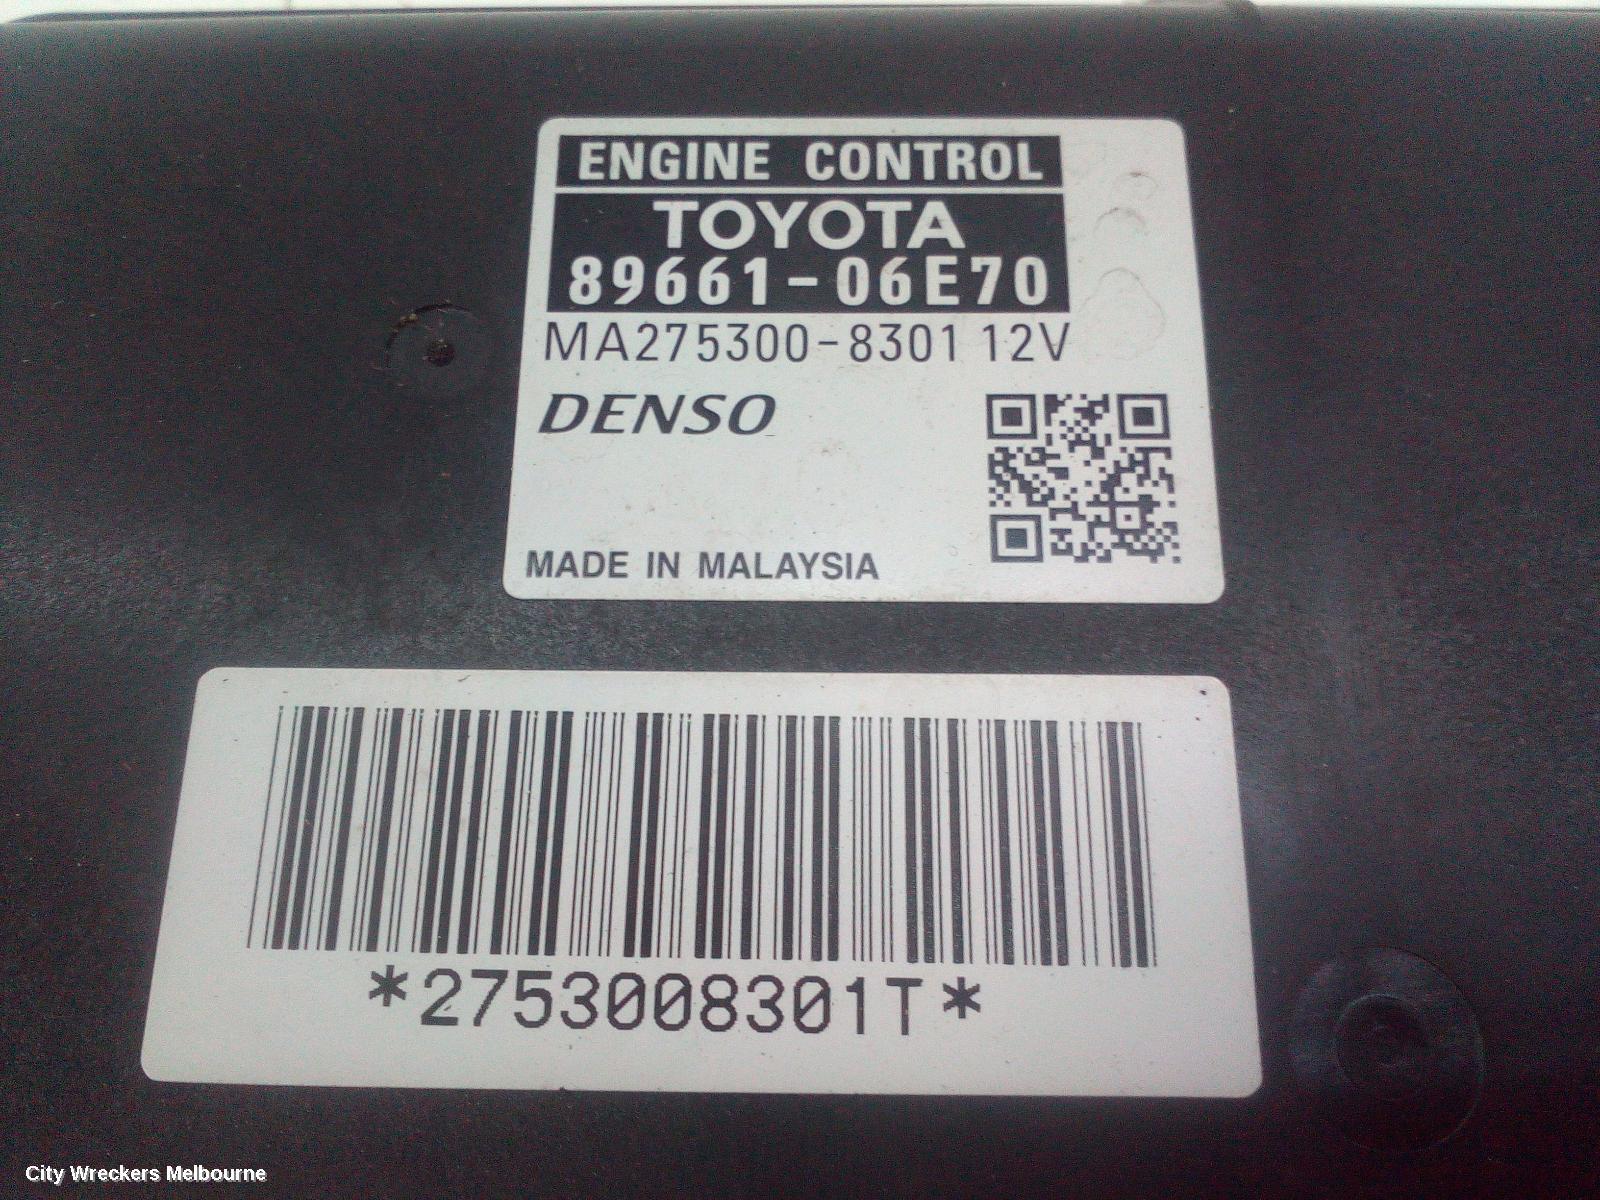 ENGINE CONTROL
TOYOTA
89661-06E70
MA275300-8301 12V
DENSO
MADE IN MALAYSIA
*2753008301T*
City Wreckers Melbourne